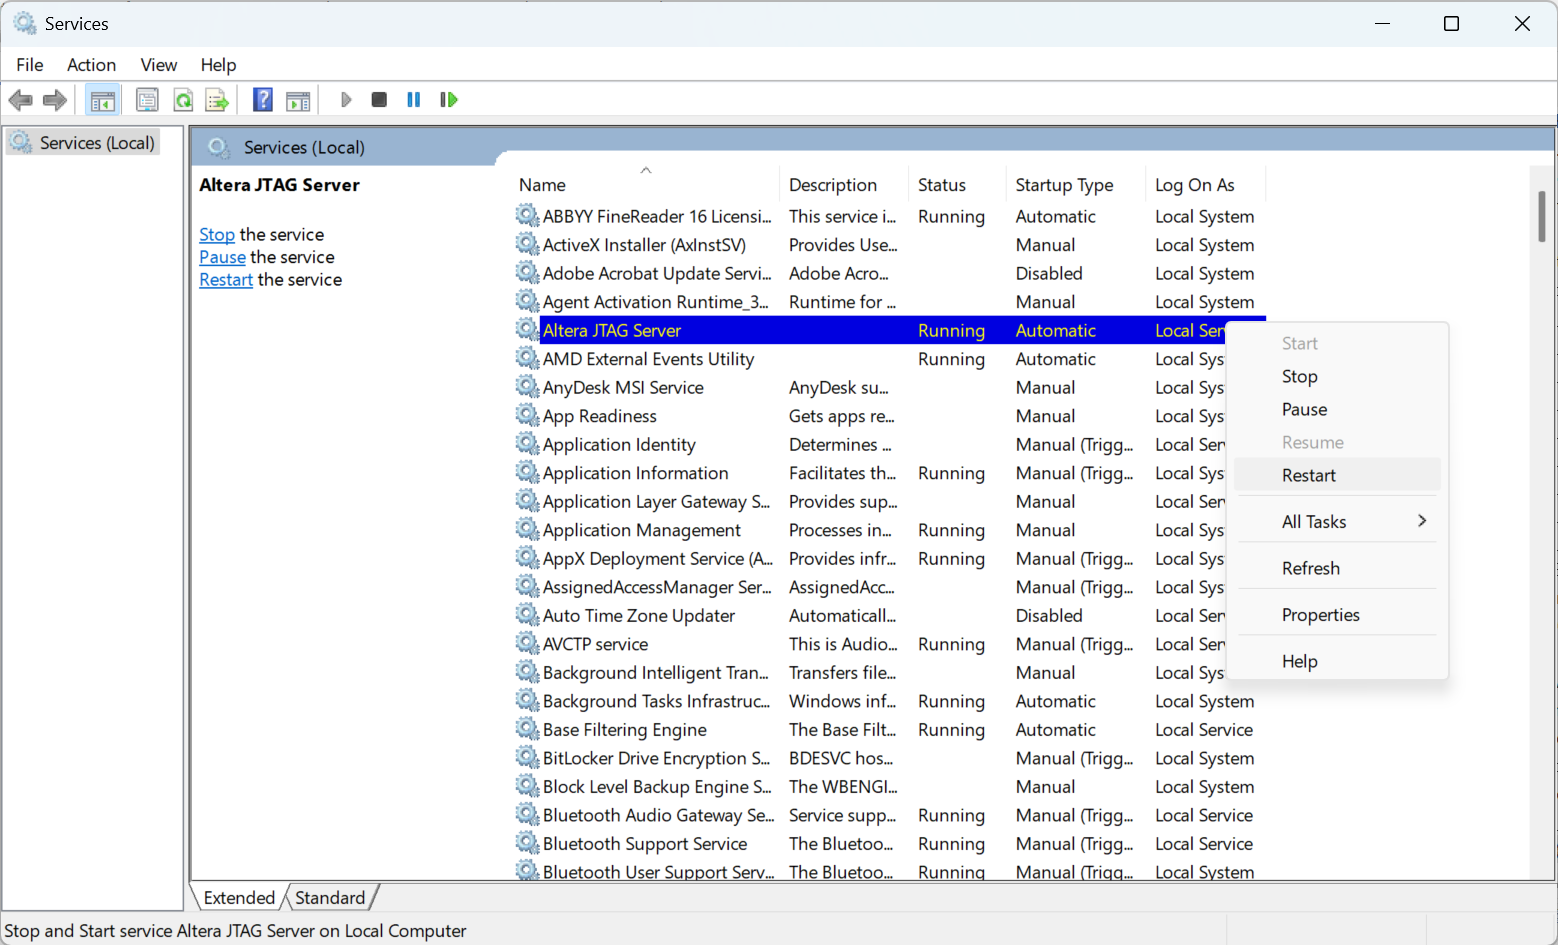 Services
File Action View Help
Services (Local)
Services (Local)
Altera JTAG Server
Stop the service
Pause the service
Restart the service
Name Description Status Startup Type Log On As
ABBYY FineReader 16 Licensi... This service i... Running Automatic Local System
ActiveX Installer (AxInstSV) Provides Use... Manual Local System
Adobe Acrobat Update Servi... Adobe Acro... Disabled Local System
Agent Activation Runtime_3... Runtime for ... Manual Local System
Altera JTAG Server Running Automatic Local Ser
AMD External Events Utility Running Automatic Local Sys
AnyDesk MSI Service AnyDesk su... Manual Local Sys
App Readiness Gets apps re... Manual Local Sys
Application Identity Determines ... Manual (Trigg... Local Ser
Application Information Facilitates th... Running Manual (Trigg... Local Sys
Application Layer Gateway S... Provides sup... Manual Local Ser
Application Management Processes in... Running Manual Local Sys
AppX Deployment Service (A... Provides infr... Running Manual (Trigg... Local Sys
AssignedAccessManager Ser... AssignedAcc... Manual (Trigg... Local Sys
Auto Time Zone Updater Automaticall... Disabled Local Ser
AVCTP service This is Audio... Running Manual (Trigg... Local Ser
Background Intelligent Tran... Transfers file... Manual Local Sys
Background Tasks Infrastruc... Windows inf... Running Automatic Local System
Base Filtering Engine The Base Filt... Running Automatic Local Service
BitLocker Drive Encryption S... BDESVC hos... Manual (Trigg... Local System
Block Level Backup Engine S... The WBENGI... Manual Local System
Bluetooth Audio Gateway Se... Service supp... Running Manual (Trigg... Local Service
Bluetooth Support Service The Bluetoo... Running Manual (Trigg... Local Service
Bluetooth User Support Serv... The Bluetoo... Running Manual (Trigg... Local System
Start
Stop
Pause
Resume
Restart
All Tasks
Refresh
Properties
Help
Extended Standard
Stop and Start service Altera JTAG Server on Local Computer